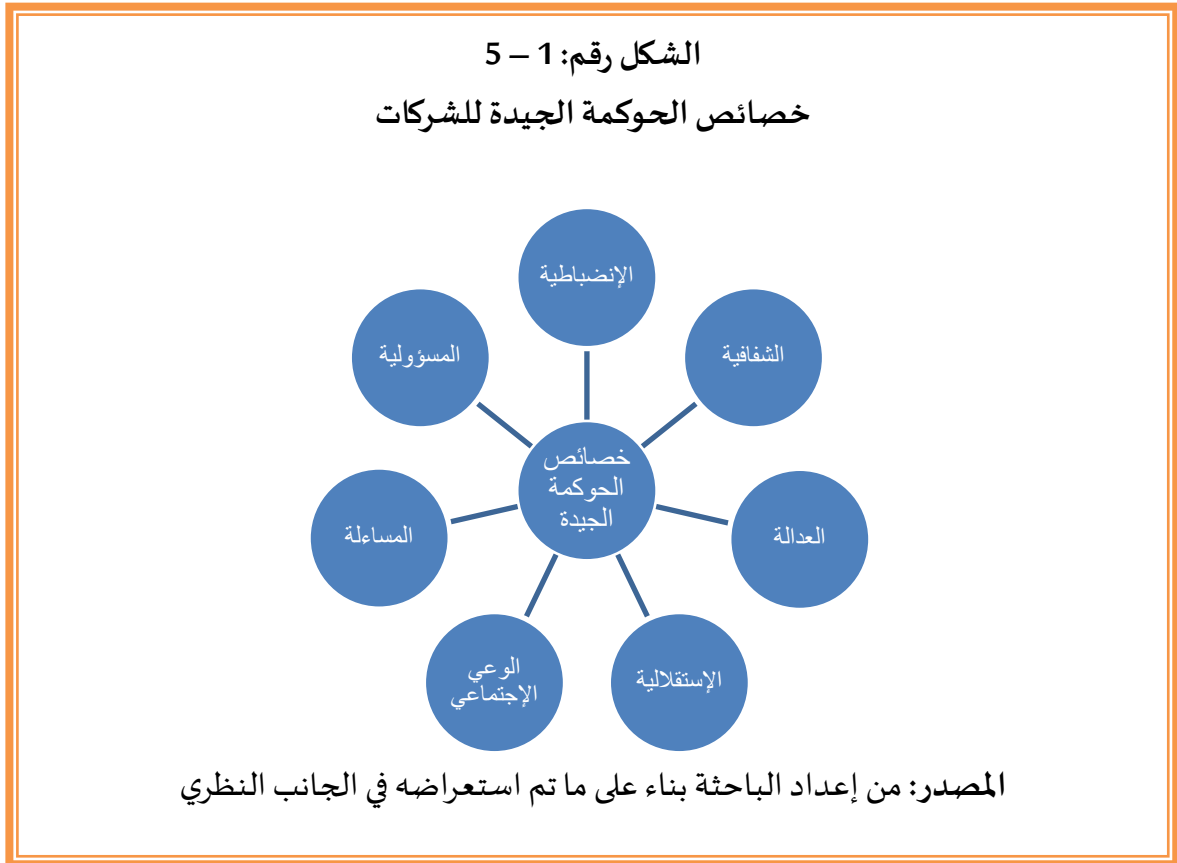 الشكل رقم: 1 – 5
خصائص الحوكمة الجيدة للشركات
الإنضباطية
الشفافية
العدالة
الإستقلالية
الوعي
الإجتماعي
المساءلة
المسؤولية
خصائص
الحوكمة
الجيدة
المصدر: من إعداد الباحثة بناء على ما تم استعراضه في الجانب النظري